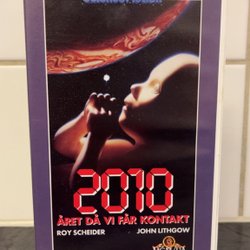 2010
ÅRET DÅ VI FÅR KONTAKT
ROY SCHEIDER JOHN LITHGOW